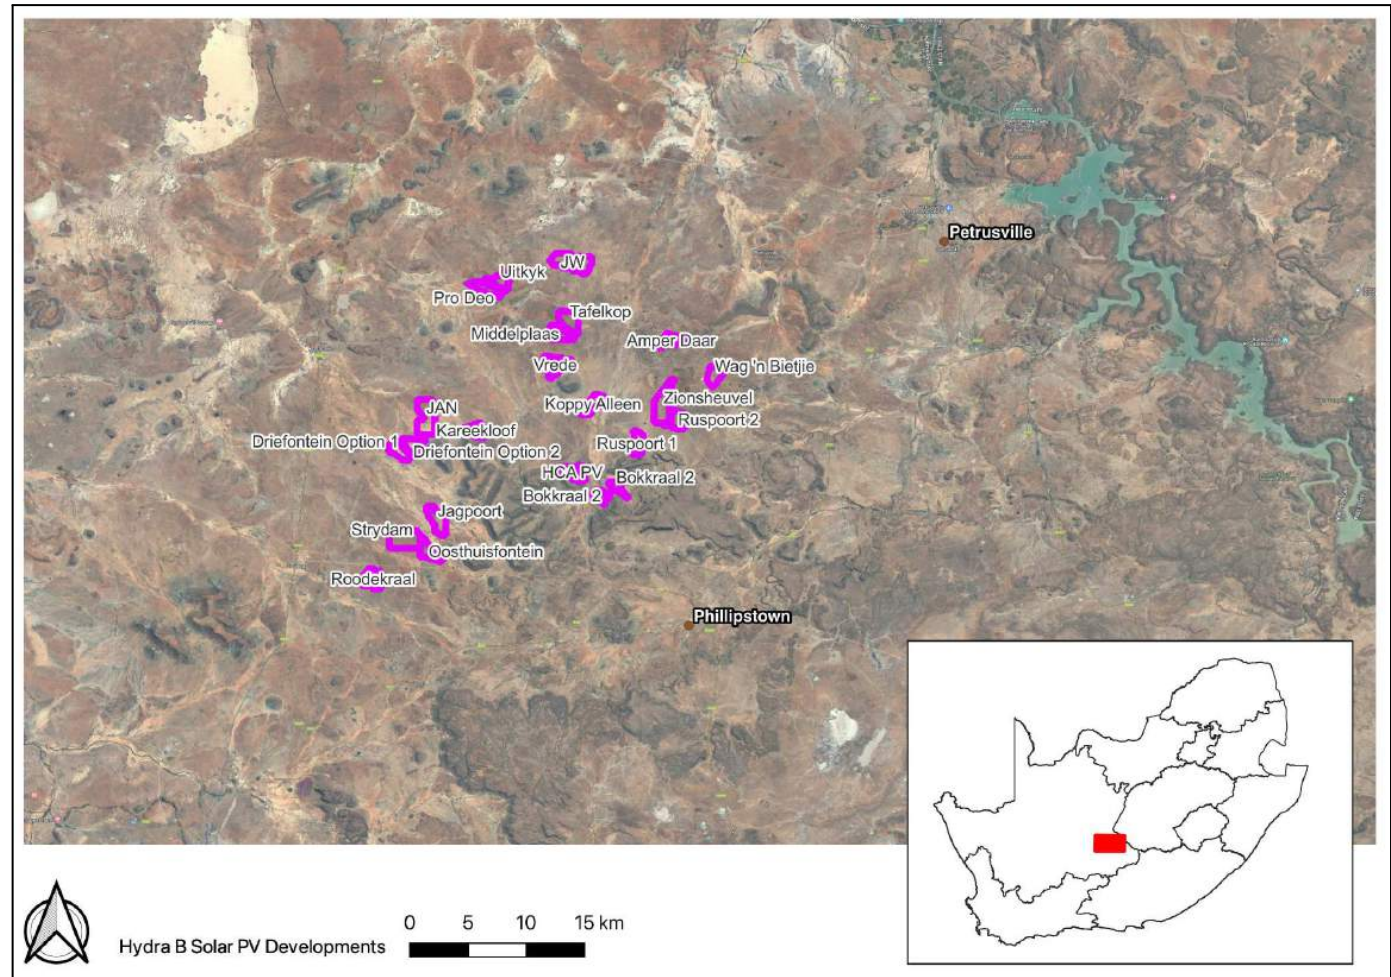 Petrusville
JW
Uitkyk
Pro Deo
Tafelkop
Middelplaas
Amper Daar
Vrede
Wag 'n Bietjie
Zionsheuvel
Koppy Alleen
JAN
Ruspoort 2
Kareekloof
Driefontein Option 1
Ruspoort 1
Driefontein Option 2
HCA PV
Bokkraal 2
Bokkraal 2
Jagpoort
Strydam
Oosthuisfontein
Roodekraal
Phillipstown
Hydra B Solar PV Developments
0 5 10 15 km